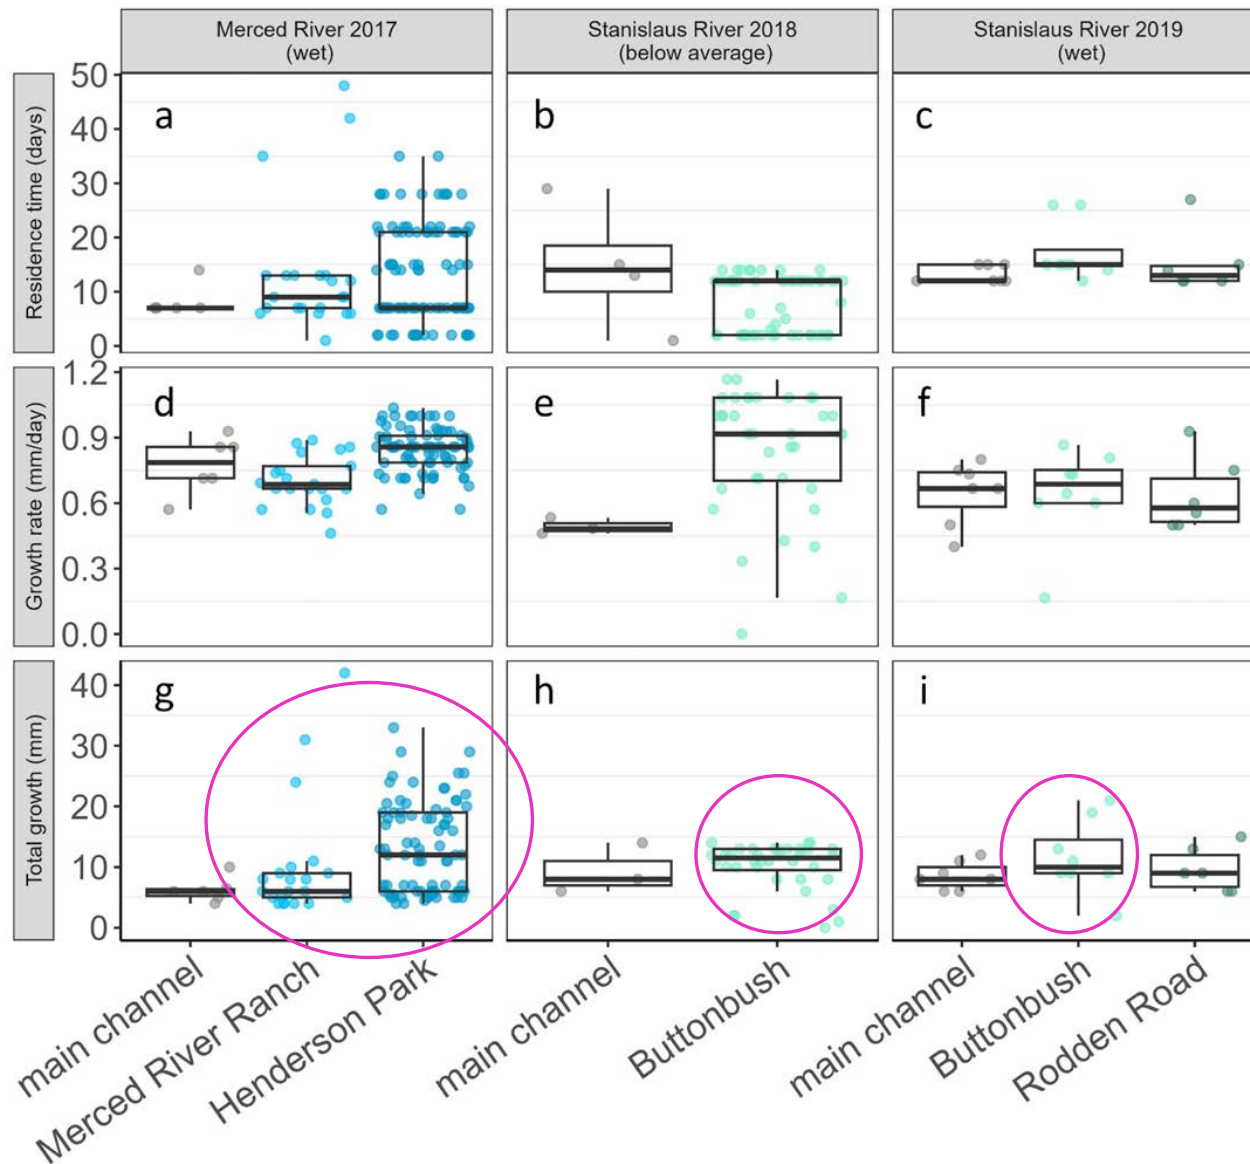 Merced River 2017
(wet)
Stanislaus River 2018
(below average)
Stanislaus River 2019
(wet)
Residence time (days)
50
40
30
20
10
0
a
b
c
Growth rate (mm/day)
1.2
0.9
0.6
0.3
0.0
d
e
f
Total growth (mm)
40
30
20
10
0
g
h
i
main channel
Merced River Ranch
Henderson Park
main channel
Buttonbush
main channel
Buttonbush
Rodden Road